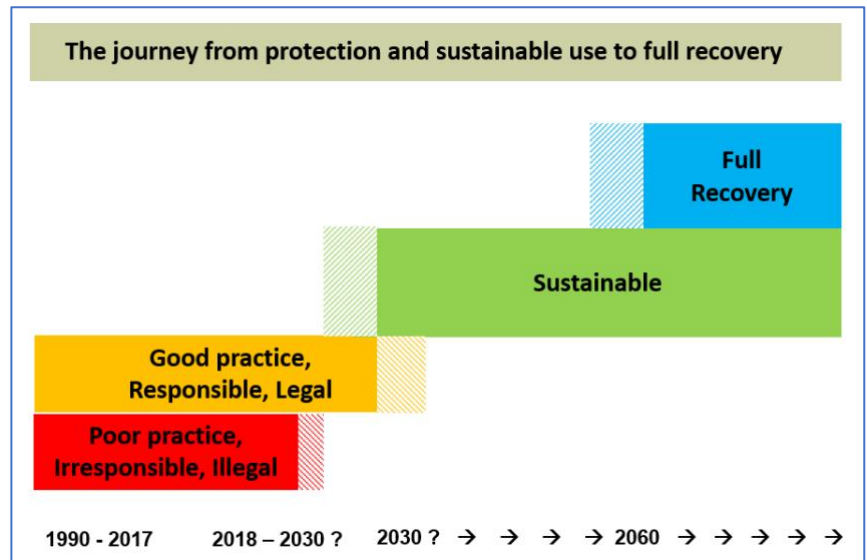 The journey from protection and sustainable use to full recovery
Full
Recovery
Sustainable
Good practice,
Responsible, Legal
Poor practice,
Irresponsible, Illegal
1990 - 2017 2018 – 2030 ? 2030 ? → → → → → 2060 → → → → → →